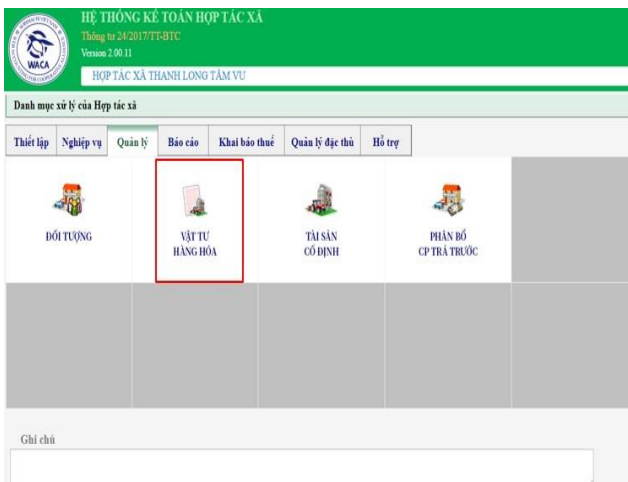 HỆ THỐNG KẾ TOÁN HỢP TÁC XÃ
Thông tư 24/2017/TT-BTC
Version 2.00.11
WACA
HỢP TÁC XÃ THANH LONG TẦM VU
Danh mục xử lý của Hợp tác xã
Thiết lập Nghiệp vụ Quản lý Báo cáo Khai báo thuế Quản lý đặc thù Hỗ trợ
ĐỐI TƯỢNG
VẬT TƯ
HÀNG HÓA
TÀI SẢN
CỐ ĐỊNH
PHÂN BỔ
CP TRẢ TRƯỚC
Ghi chú